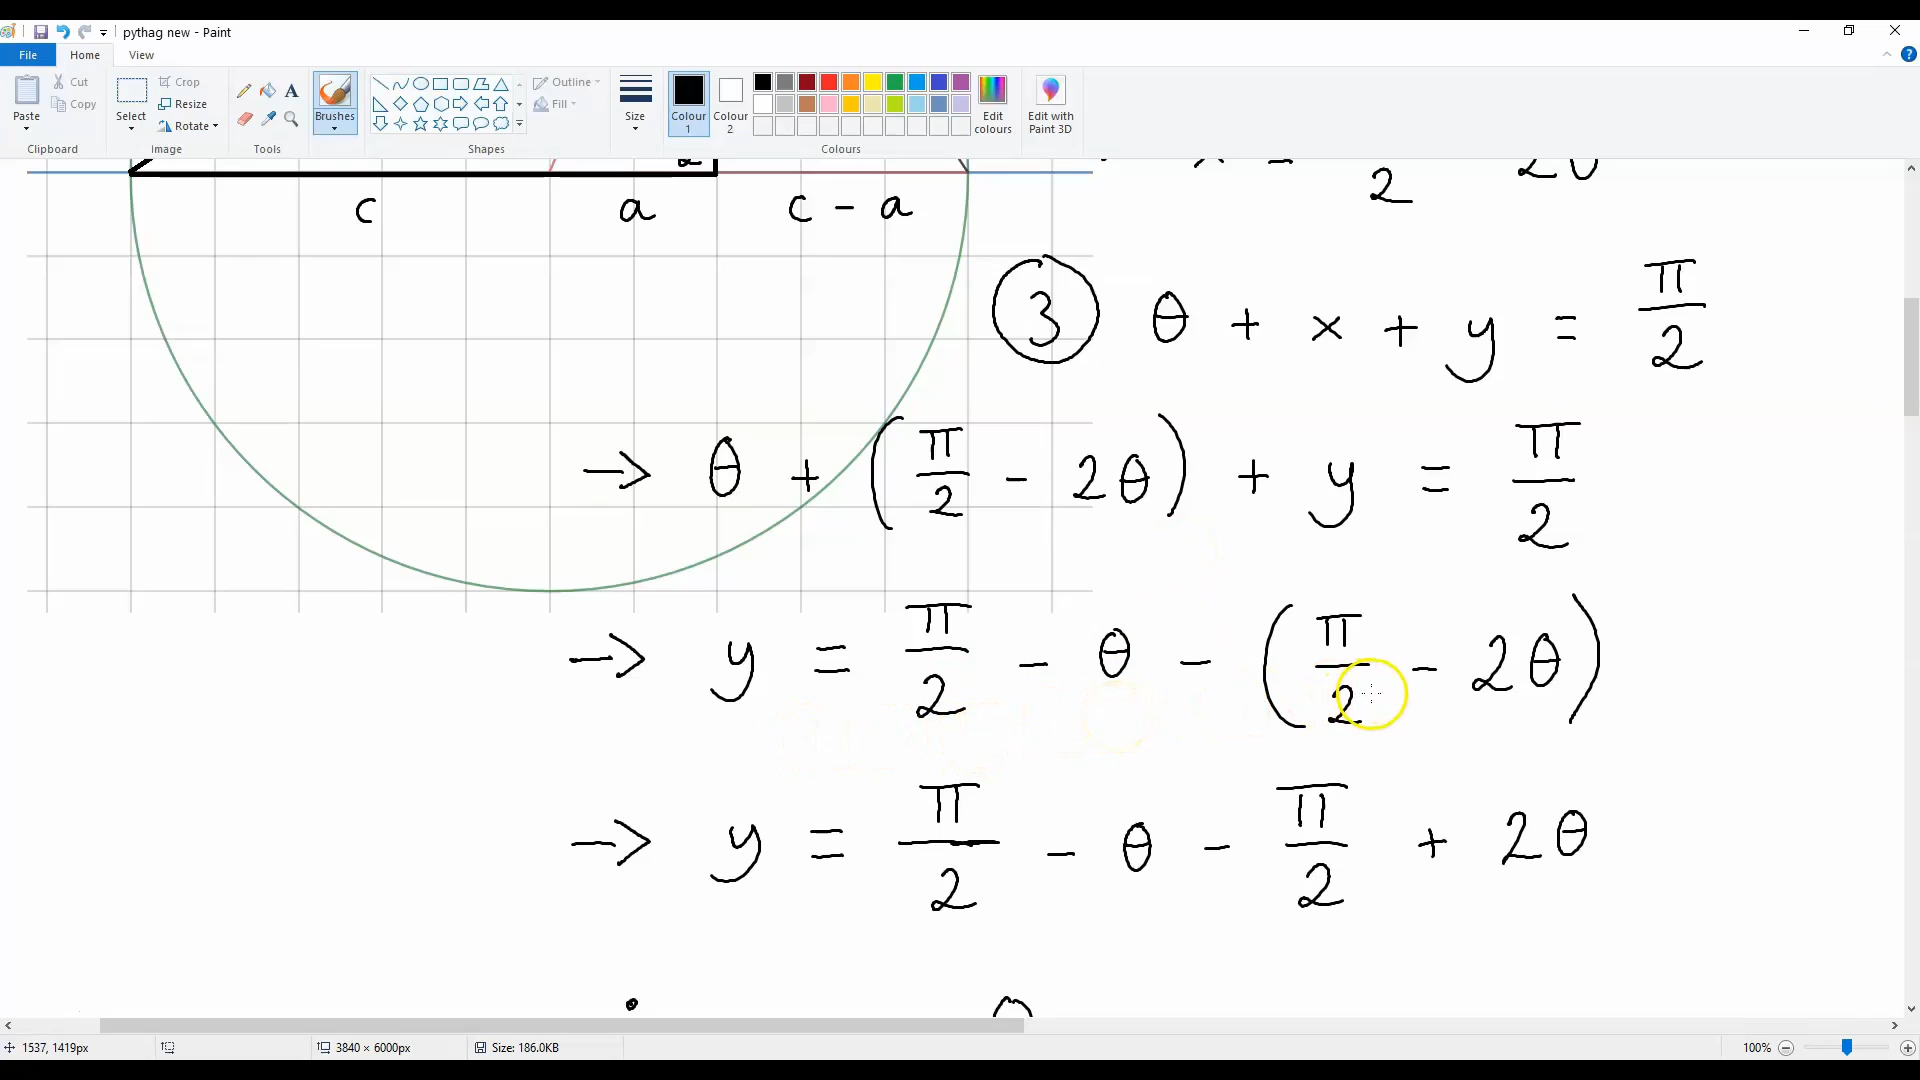 pythag new - Paint
File Home View
Paste Cut Copy Clipboard
Select Crop Resize Rotate Image
Tools
Brushes
Shapes
Outline Fill
Size
Colour 1 Colour 2 Edit colours Colours
Edit with Paint 3D
c a c - a
x = π/2 - 2θ
③ θ + x + y = π/2
→ θ + (π/2 - 2θ) + y = π/2
→ y = π/2 - θ - (π/2 - 2θ)
→ y = π/2 - θ - π/2 + 2θ
1537, 1419px 3840 × 6000px Size: 186.0KB 100%